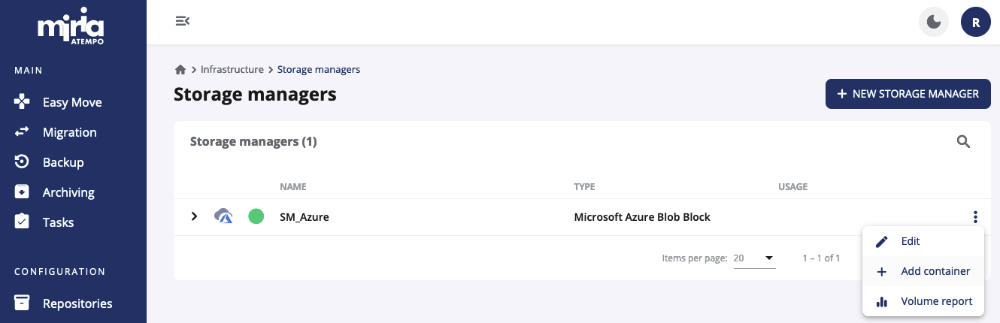 miria
ATEMPO
R
MAIN
Easy Move
Migration
Backup
Archiving
Tasks
CONFIGURATION
Repositories
Infrastructure Storage managers
Storage managers
NEW STORAGE MANAGER
Storage managers (1)
NAME TYPE USAGE
SM_Azure Microsoft Azure Blob Block
Items per page: 20 1 – 1 of 1
Edit
Add container
Volume report